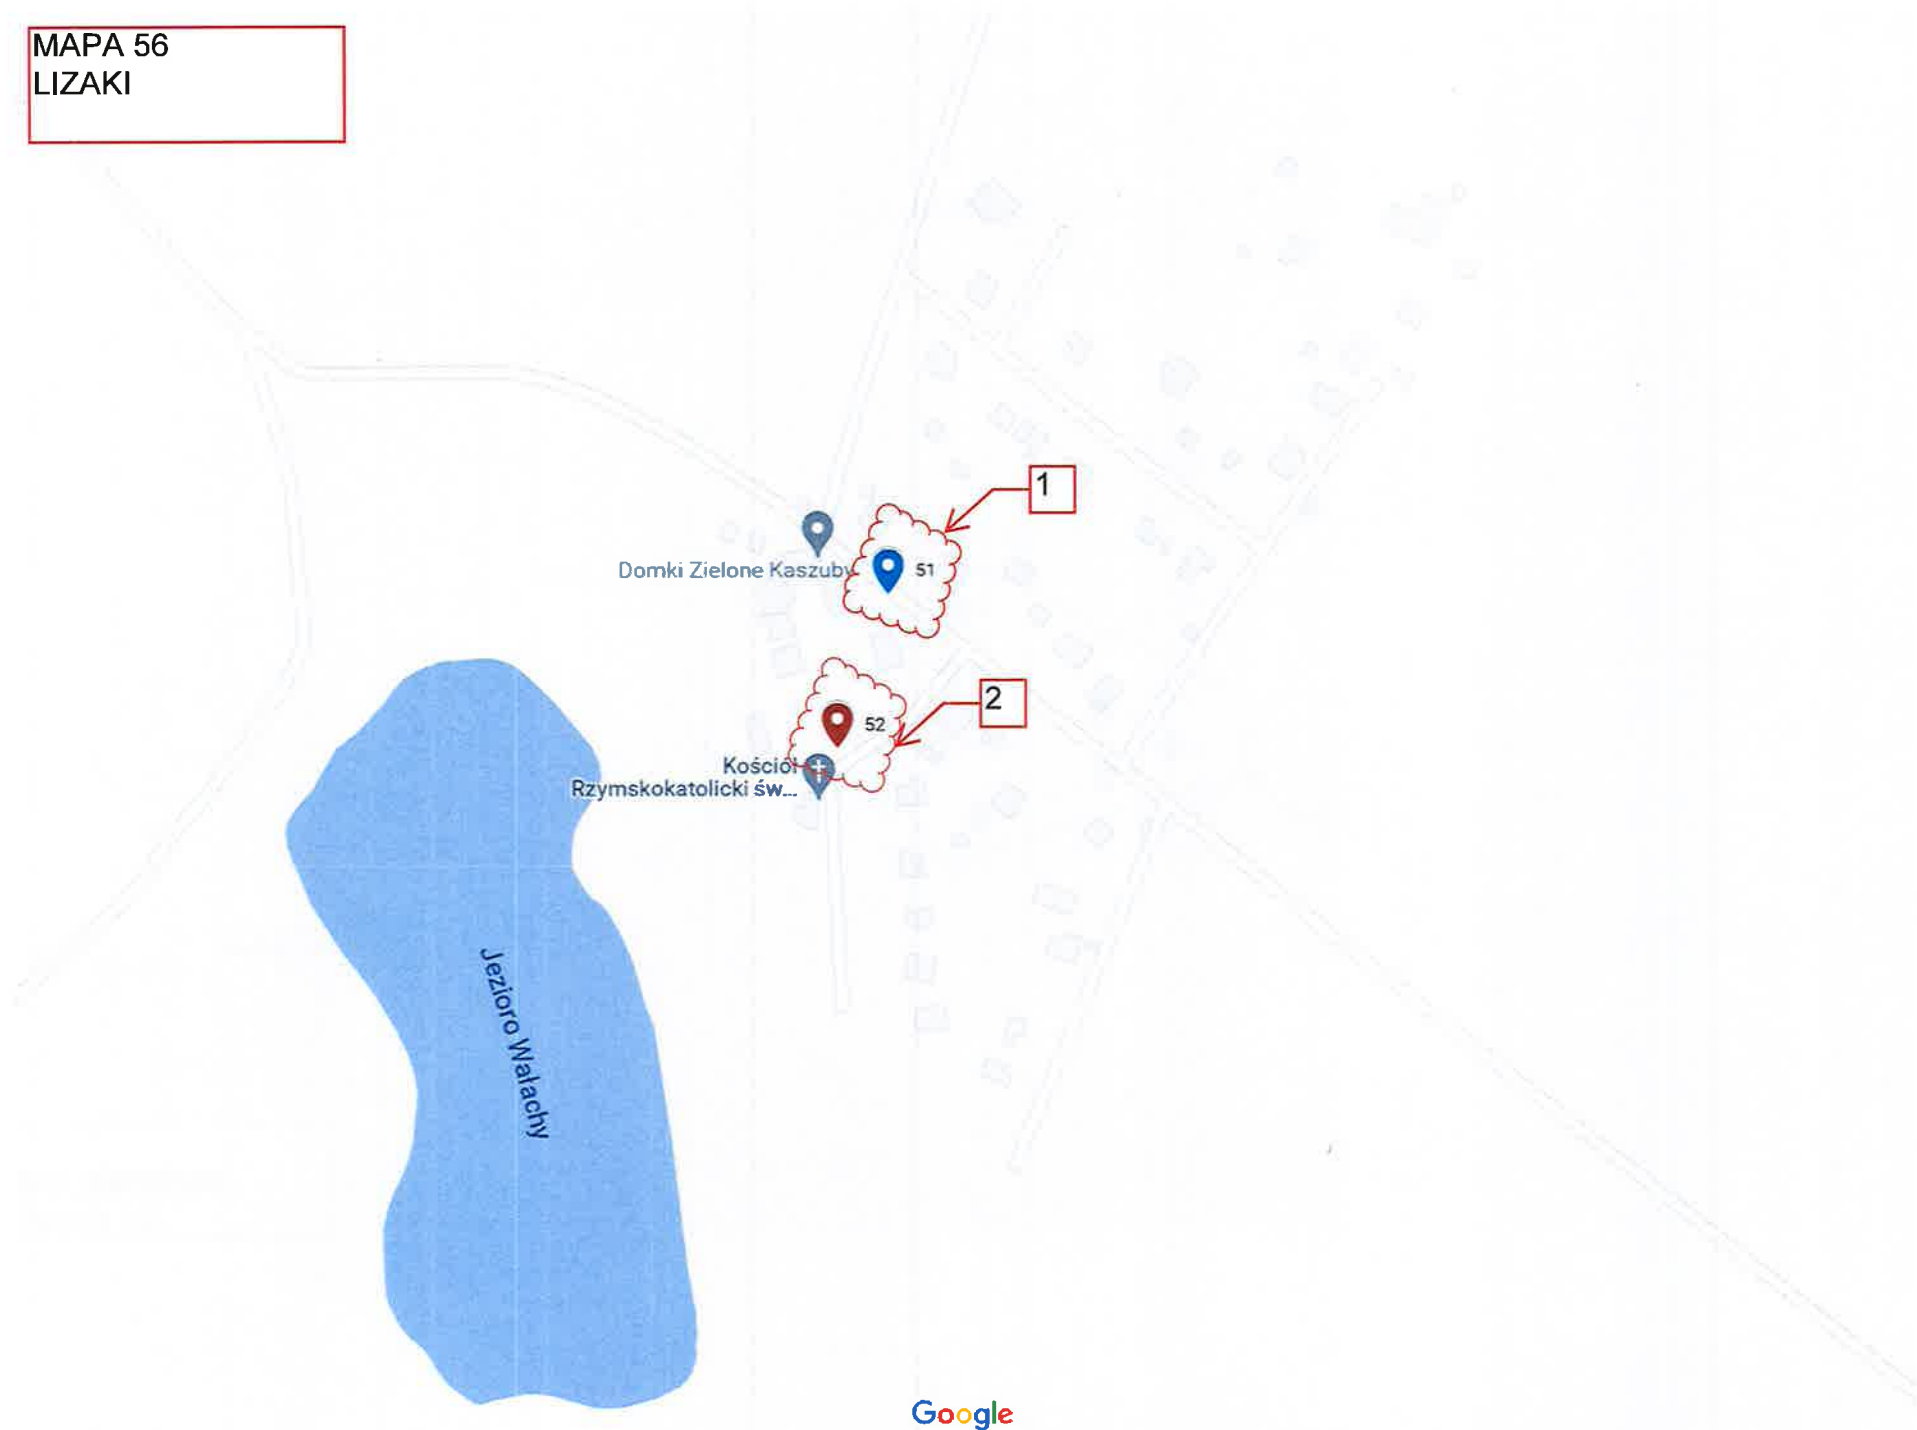 MAPA 56
LIZAKI
1
Domki Zielone Kaszuby
51
2
52
Kościół
Rzymskokatolicki św...
Jezioro Wałachy
Google